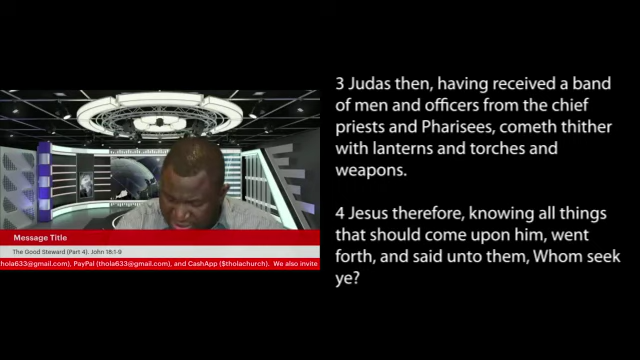 3 Judas then, having received a band
of men and officers from the chief
priests and Pharisees, cometh thither
with lanterns and torches and
weapons.
4 Jesus therefore, knowing all things
that should come upon him, went
forth, and said unto them, Whom seek
ye?
Message Title
The Good Steward (Part 4). John 18:1-9
thola633@gmail.com), PayPal (thola633@gmail.com), and CashApp ($tholachurch). We also invite